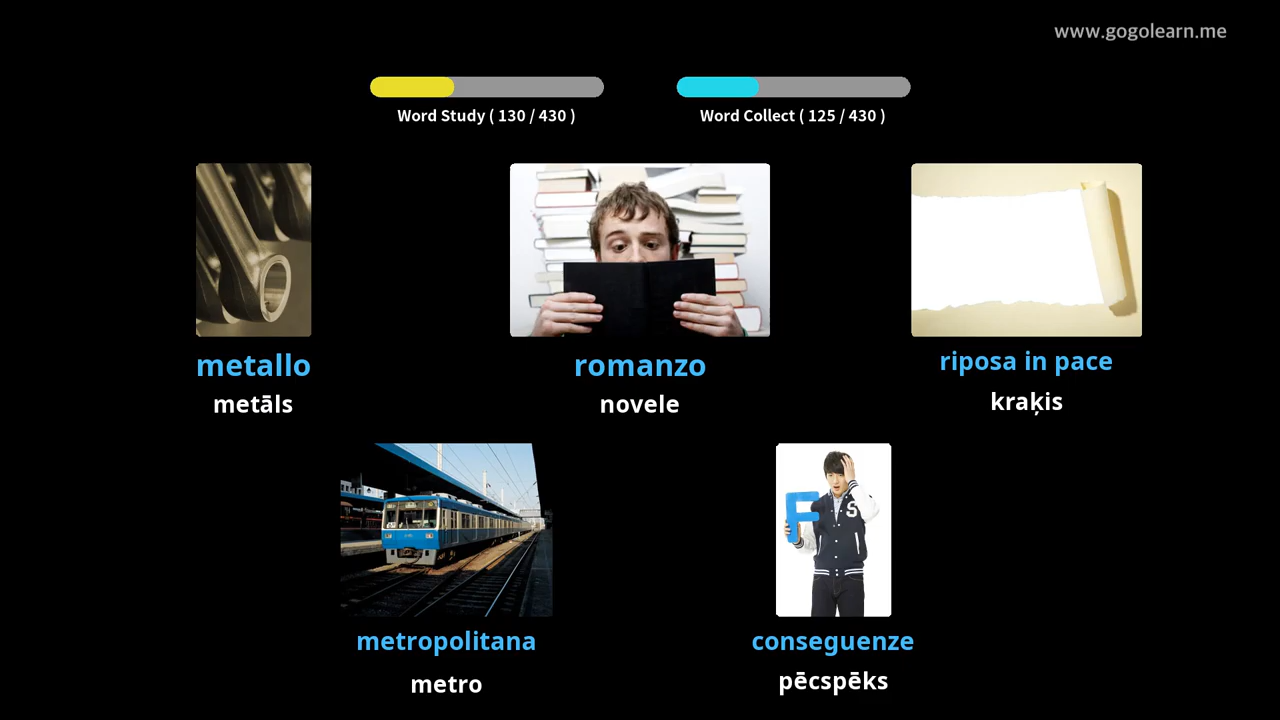 www.gogolearn.me
Word Study ( 130 / 430 )
Word Collect ( 125 / 430 )
metallo
metāls
romanzo
novele
riposa in pace
kraķis
metropolitana
metro
F
S
conseguenze
pēcspēks